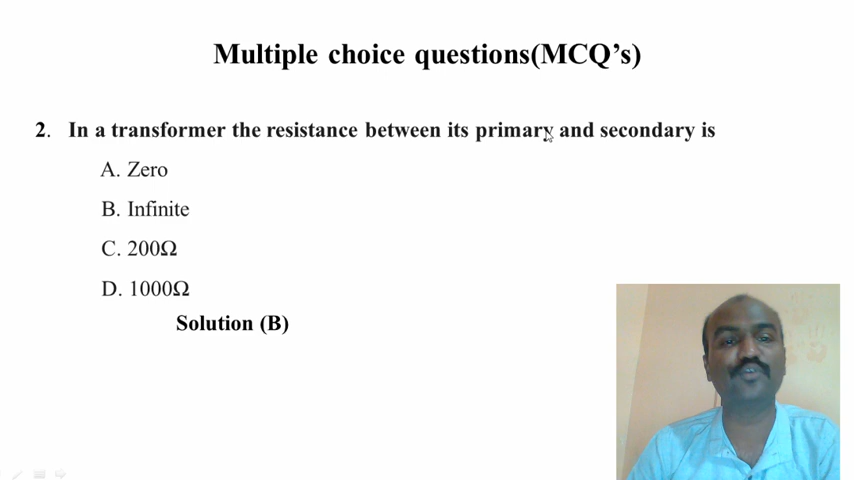 Multiple choice questions(MCQ’s)
2. In a transformer the resistance between its primary and secondary is
A. Zero
B. Infinite
C. 200Ω
D. 1000Ω
Solution (B)